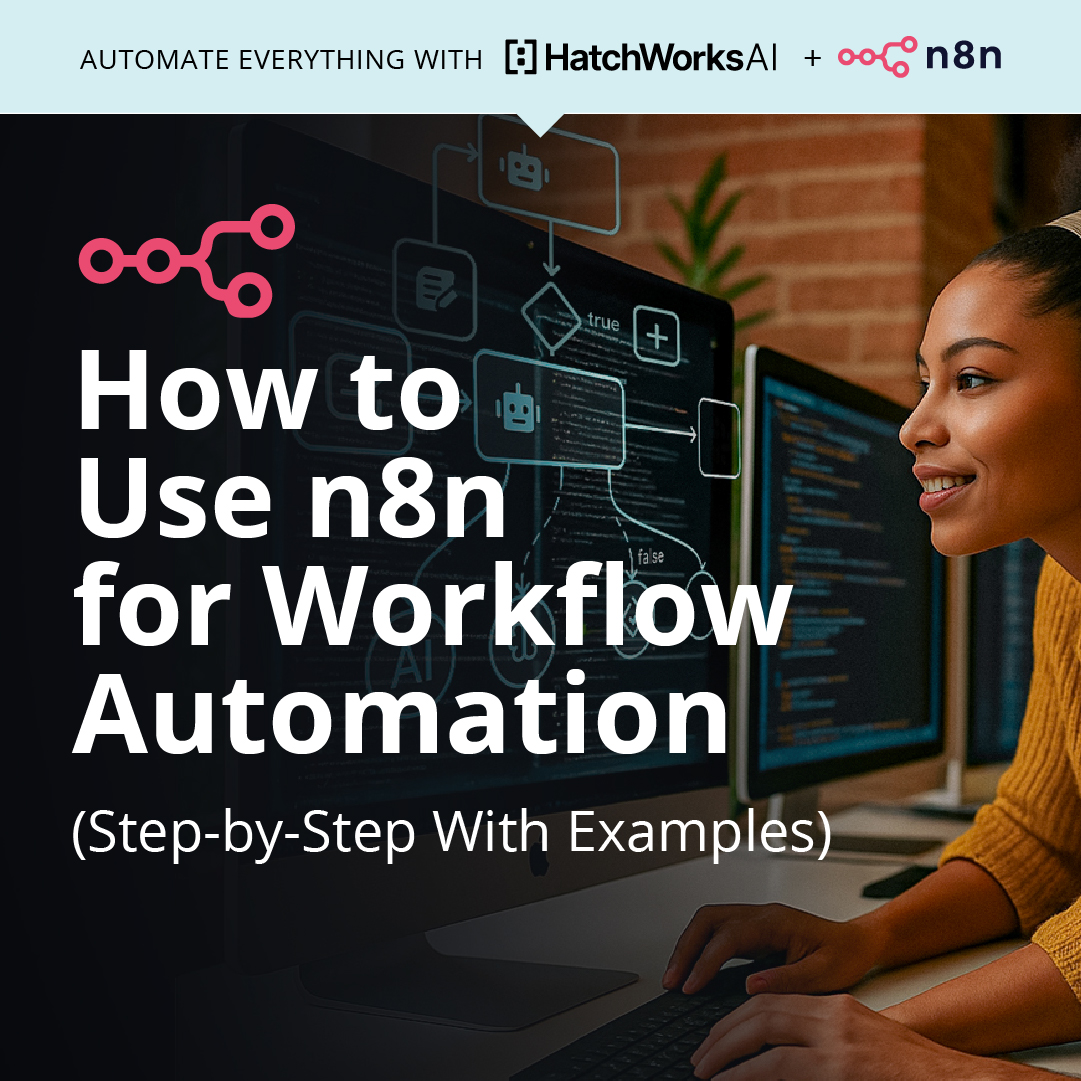 AUTOMATE EVERYTHING WITH HatchWorksAI + n8n
true
How to
Use n8n
false
for Workflow
AI
Automation
(Step-by-Step With Examples)